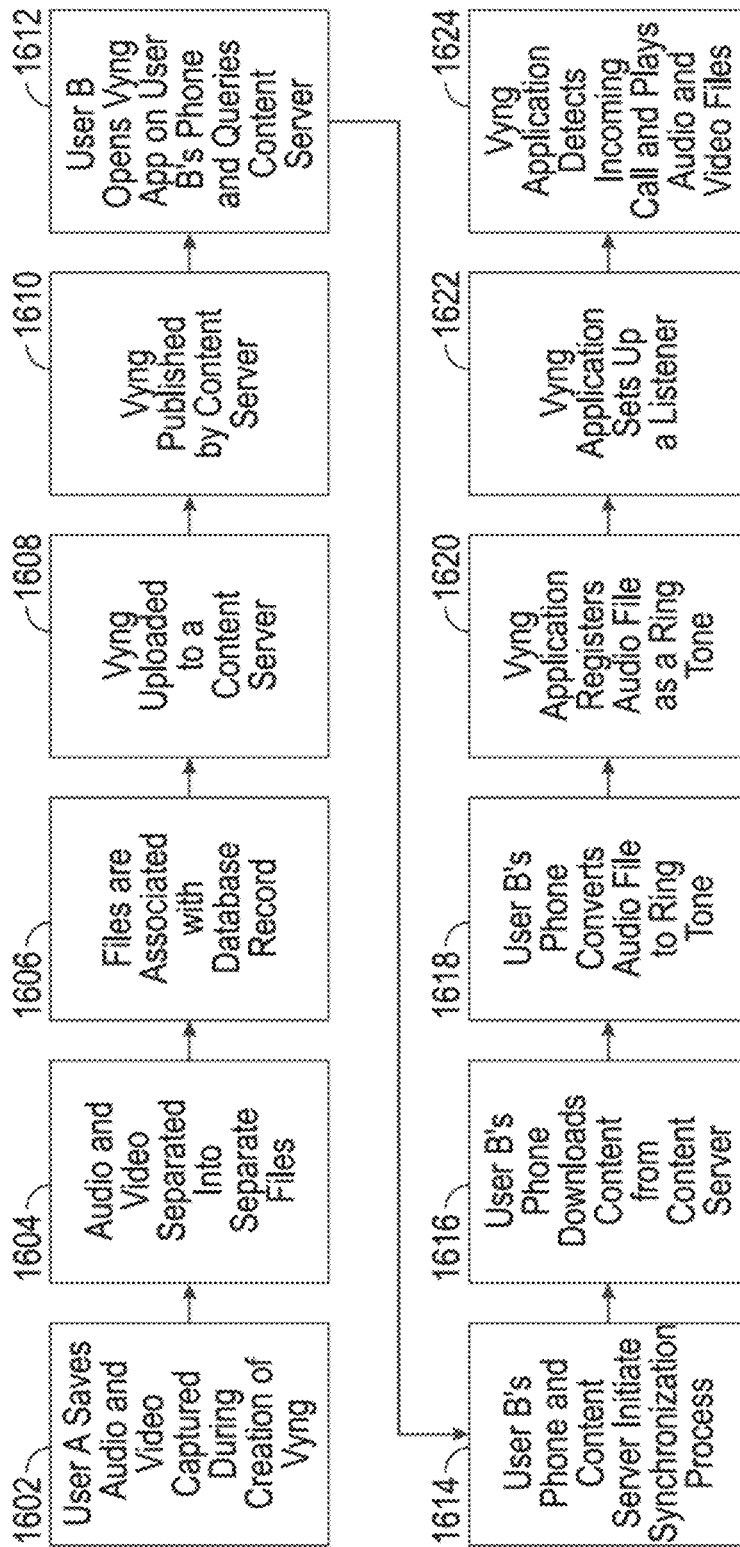 1602
User A Saves
Audio and
Video
Captured
During
Creation of
Vyng
1604
Audio and
Video
Separated
Into
Separate
Files
1606
Files are
Associated
with
Database
Record
1608
Vyng
Uploaded
to a
Content
Server
1610
Vyng
Published
by Content
Server
1612
User B
Opens Vyng
App on User
B's Phone
and Queries
Content
Server
1614
User B's
Phone and
Content
Server Initiate
Synchronization
Process
1616
User B's
Phone
Downloads
Content
from
Content
Server
1618
User B's
Phone
Converts
Audio File
to Ring
Tone
1620
Vyng
Application
Registers
Audio File
as a Ring
Tone
1622
Vyng
Application
Sets Up
a Listener
1624
Vyng
Application
Detects
Incoming
Call and Plays
Audio and
Video Files